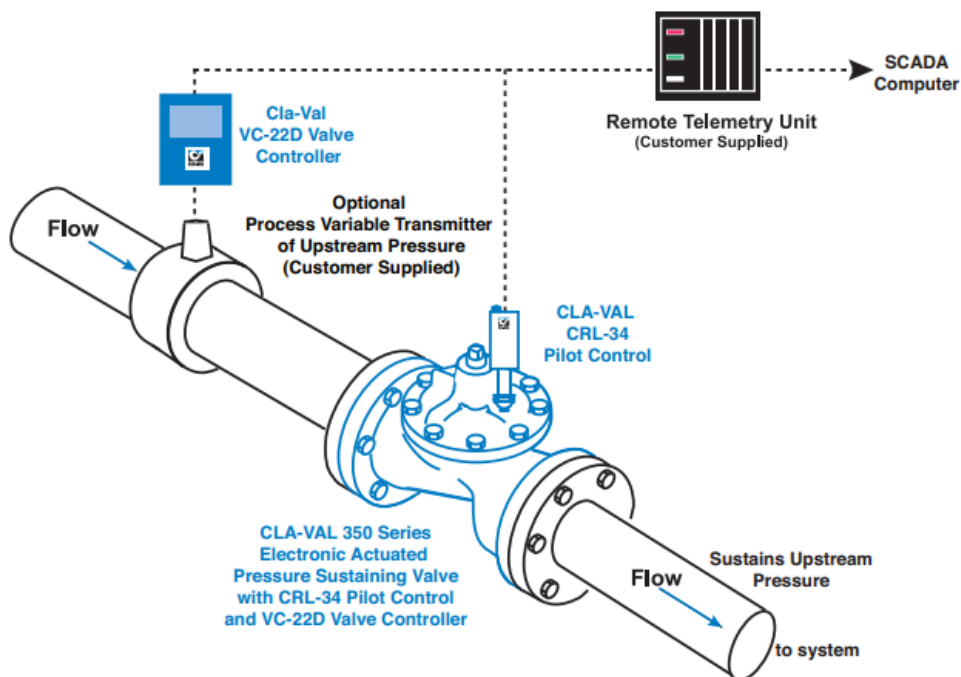 SCADA
Computer
Remote Telemetry Unit
(Customer Supplied)
Cla-Val
VC-22D Valve
Controller
Optional
Process Variable Transmitter
of Upstream Pressure
(Customer Supplied)
Flow
CLA-VAL
CRL-34
Pilot Control
CLA-VAL 350 Series
Electronic Actuated
Pressure Sustaining Valve
with CRL-34 Pilot Control
and VC-22D Valve Controller
Flow
Sustains Upstream
Pressure
to system